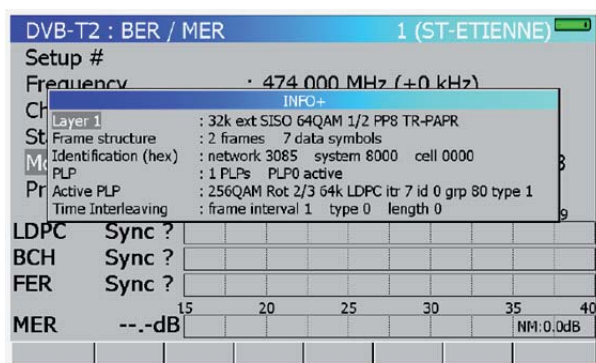 DVB-T2 : BER / MER 1 (ST-ETIENNE)
Setup #
Frequency : 474.000 MHz (+0 kHz)
INFO+
Layer 1 : 32k ext SISO 64QAM 1/2 PP8 TR-PAPR
Frame structure : 2 frames 7 data symbols
Identification (hex) : network 3085 system 8000 cell 0000
PLP : 1 PLPs PLP0 active
Active PLP : 256QAM Rot 2/3 64k LDPC itr 7 id 0 grp 80 type 1
Time Interleaving : frame interval 1 type 0 length 0
LDPC Sync ?
BCH Sync ?
FER Sync ?
15 20 25 30 35 40
MER --.-dB NM:0.0dB